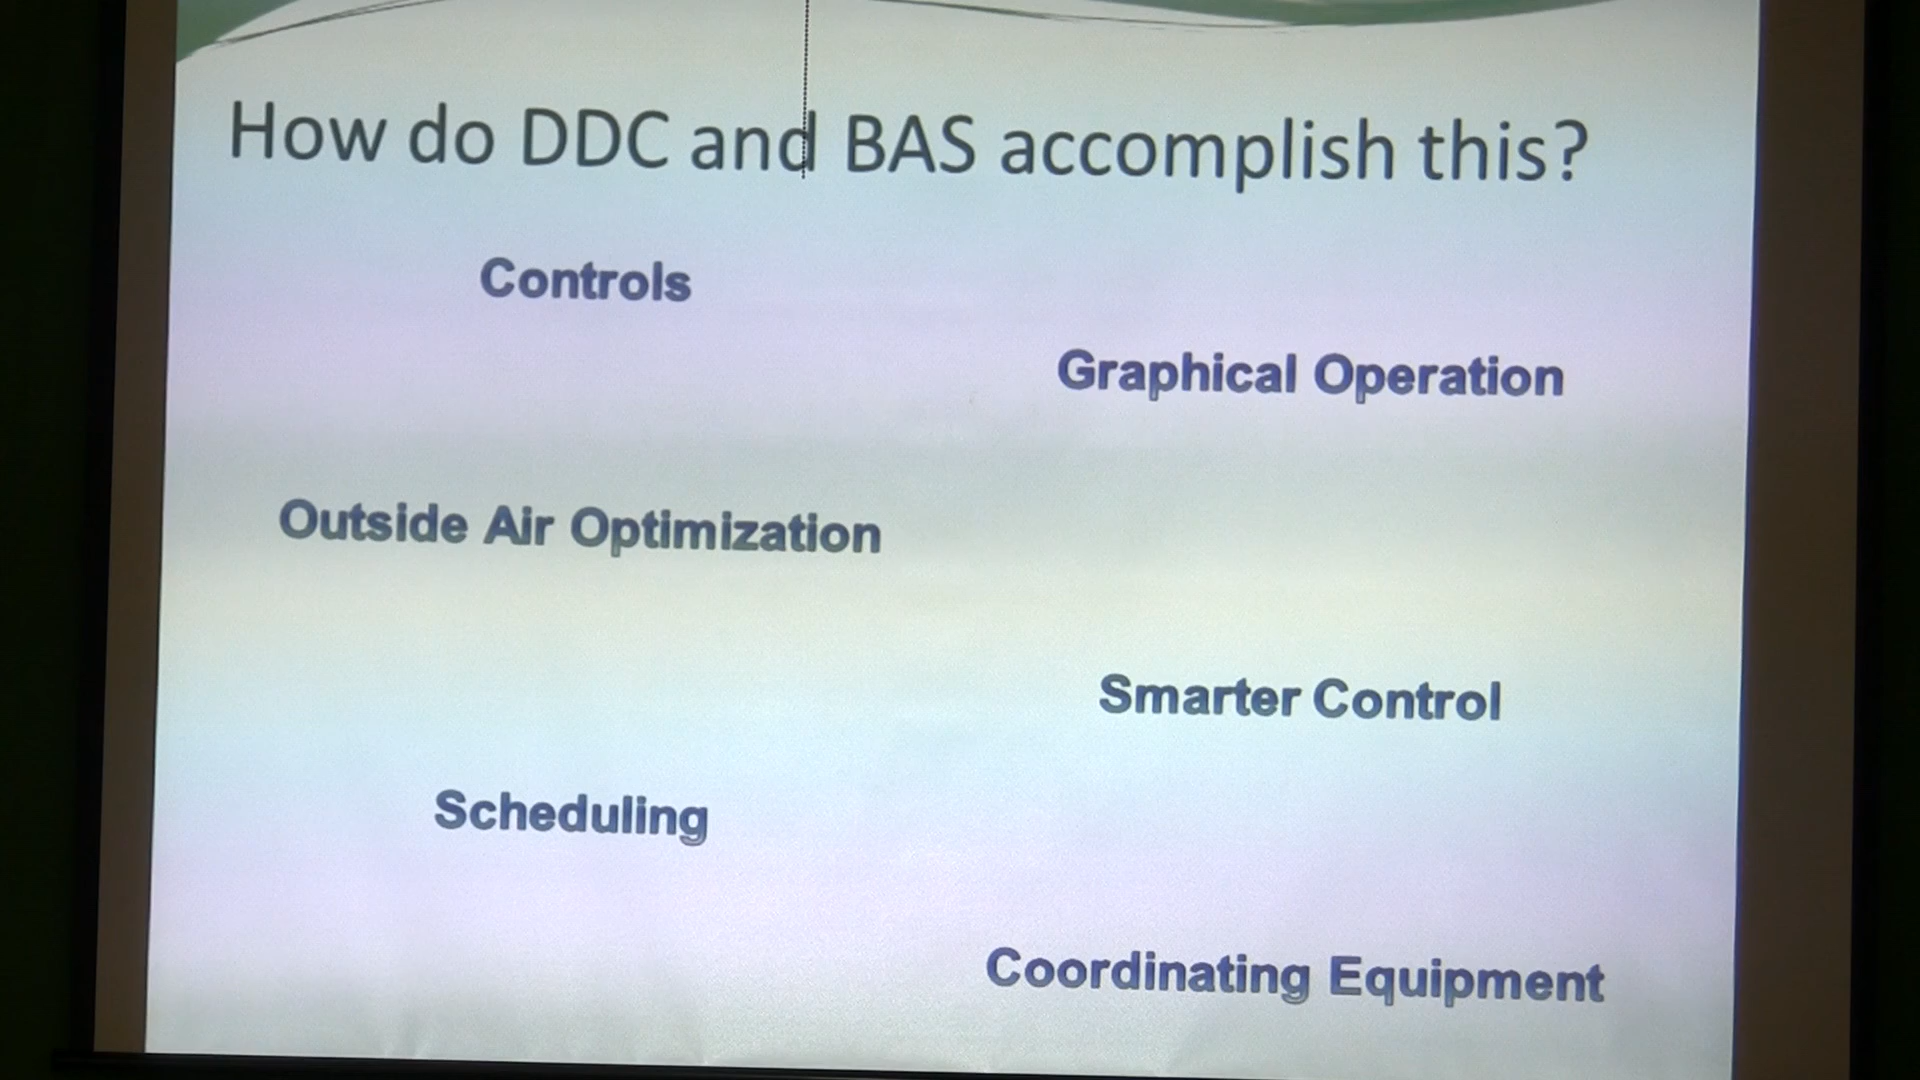 How do DDC and BAS accomplish this?
Controls
Graphical Operation
Outside Air Optimization
Smarter Control
Scheduling
Coordinating Equipment